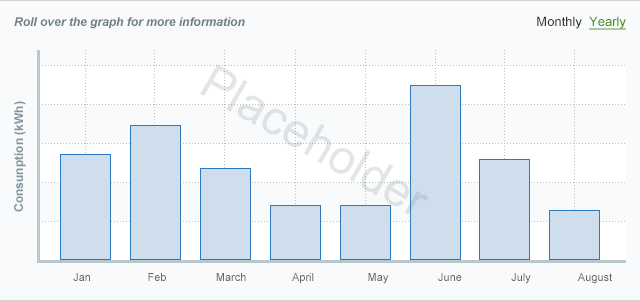 Roll over the graph for more information
Monthly Yearly
Consumption (kWh)
Placeholder
Jan Feb March April May June July August